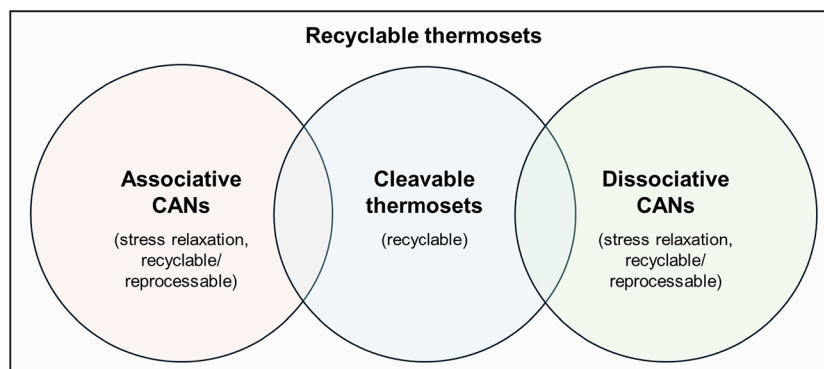 Recyclable thermosets
Associative
CANs
(stress relaxation,
recyclable/
reprocessable)
Cleavable
thermosets
(recyclable)
Dissociative
CANs
(stress relaxation,
recyclable/
reprocessable)